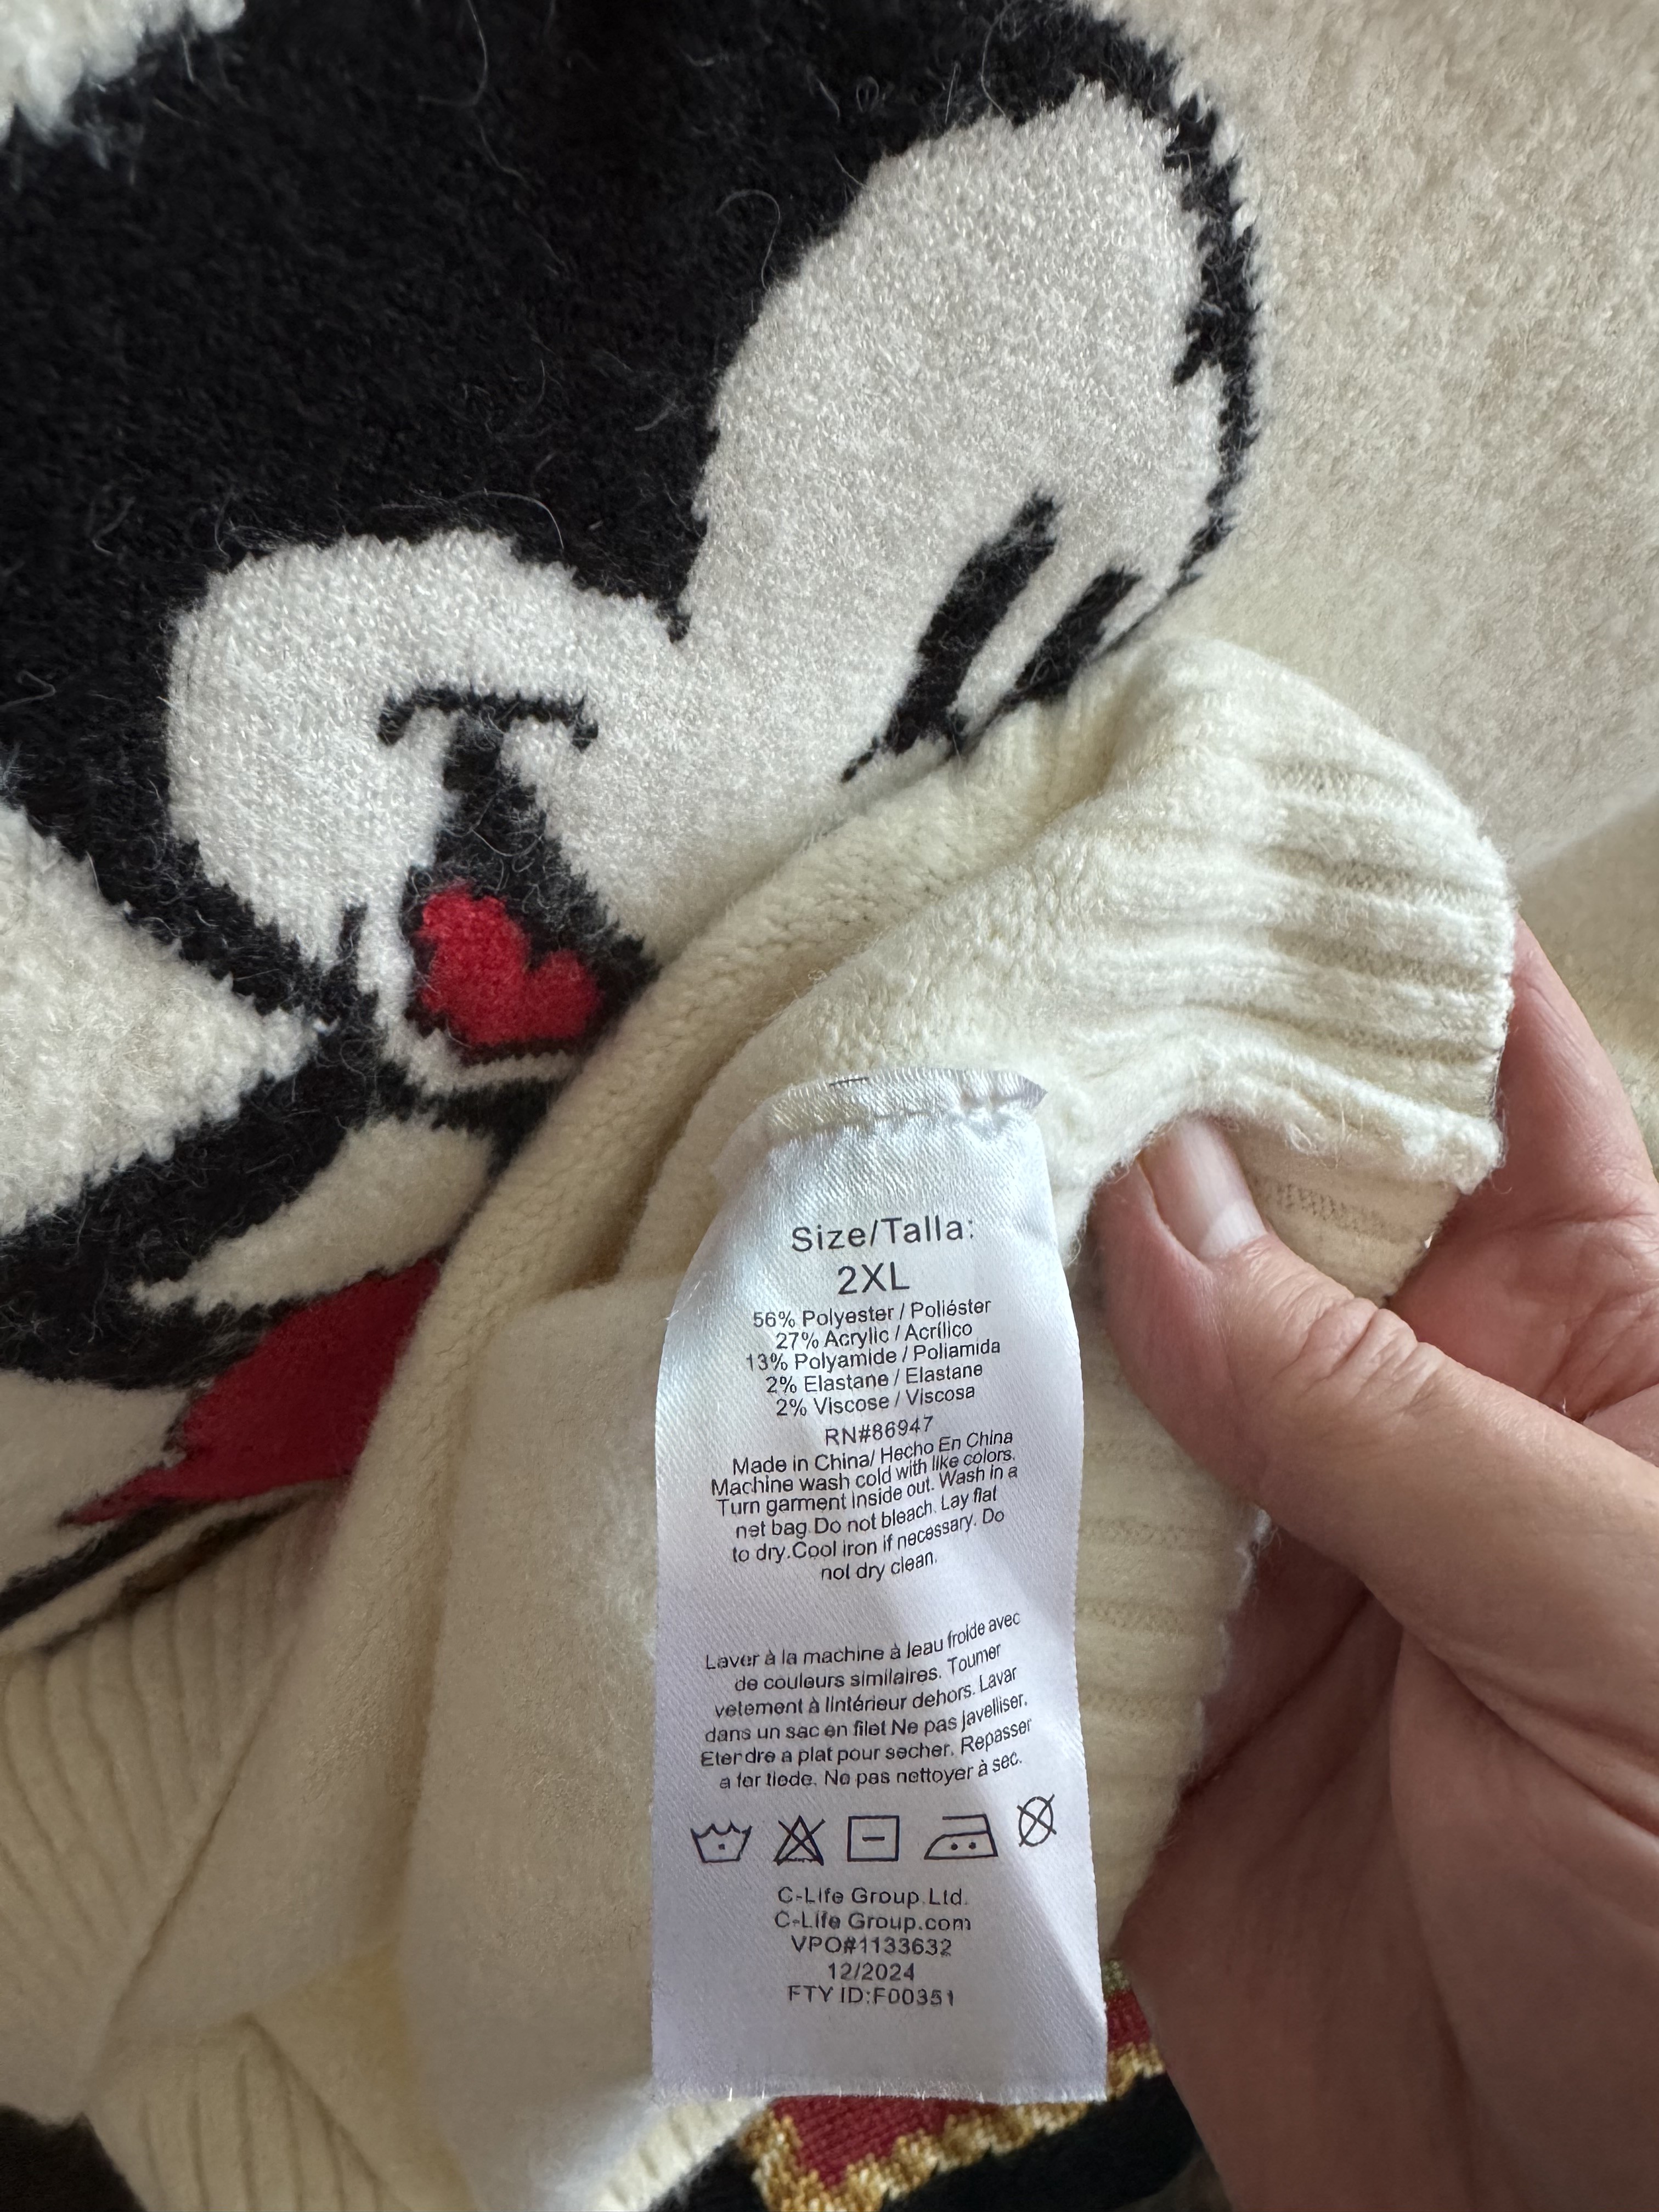 Size/Talla:
2XL
56% Polyester / Poliéster
27% Acrylic / Acrílico
13% Polyamide / Poliamida
2% Elastane / Elastane
2% Viscose / Viscosa
RN#86947
Made in China/ Hecho En China
Machine wash cold with like colors.
Turn garment inside out. Wash in a
net bag.Do not bleach. Lay flat
to dry.Cool iron if necessary. Do
not dry clean.
Laver à la machine à leau froide avec
de couleurs similaires. Tourner
vetement à lintérieur dehors. Lavar
dans un sac en filet Ne pas javelliser.
Eterdre a plat pour secher. Repasser
a fer tiede. Ne pas nettoyer à sec.
C-Life Group Ltd.
C-Life Group.com
VPO#1133632
12/2024
FTY ID:F00351